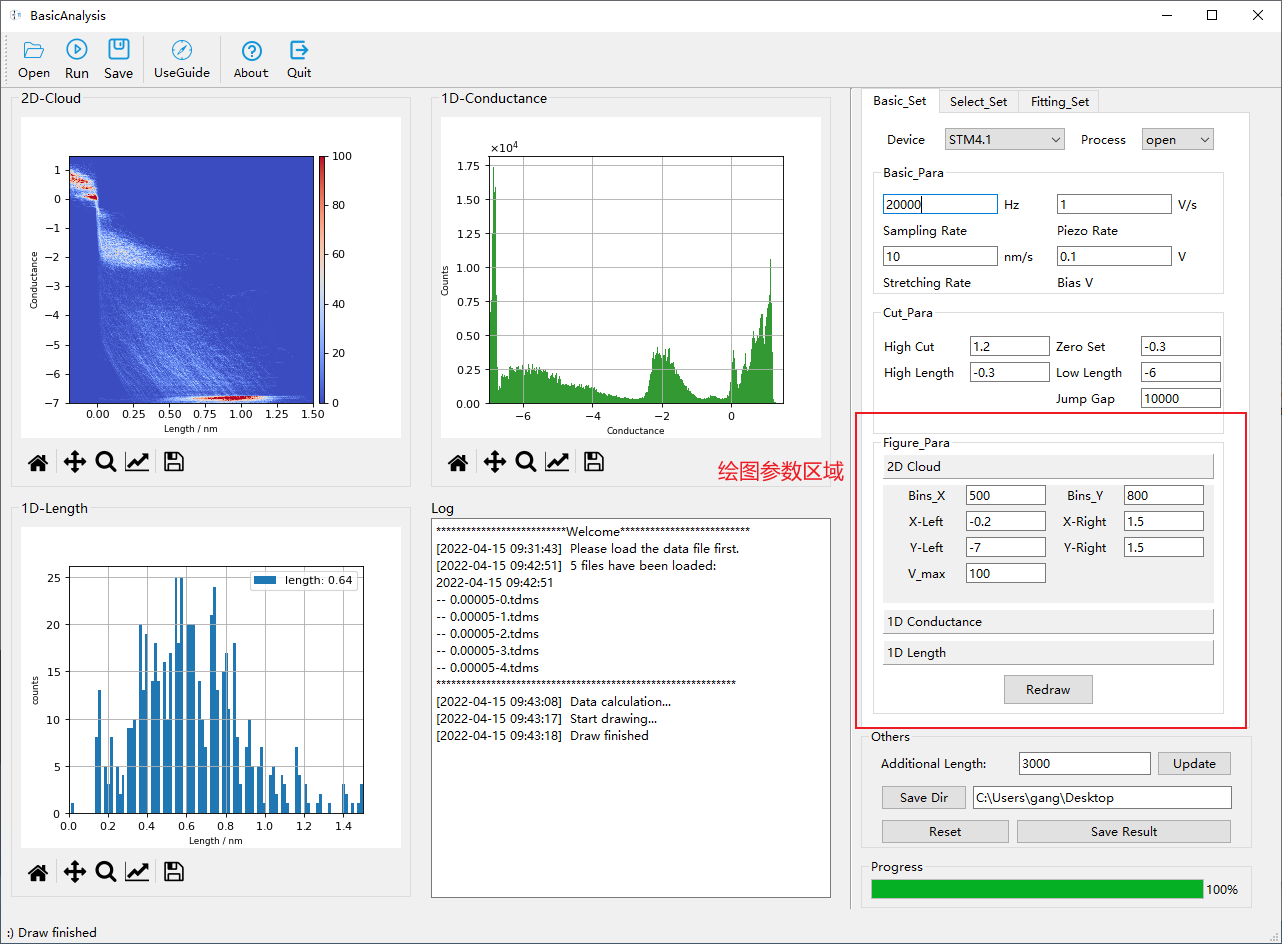 BasicAnalysis
Open Run Save UseGuide About Quit
2D-Cloud
100
80
60
40
20
0
1
0
−1
−2
−3
−4
−5
−6
−7
Conductance
0.00 0.25 0.50 0.75 1.00 1.25 1.50
Length / nm
1D-Conductance
×10⁴
17.5
1.50
1.25
1.00
0.75
0.50
0.25
0.00
Counts
−6 −4 −2 0
Conductance
绘图参数区域
1D-Length
length: 0.64
25
20
15
10
5
0
counts
0.0 0.2 0.4 0.6 0.8 1.0 1.2 1.4
Length / nm
Log
**************************Welcome**************************
[2022-04-15 09:31:43] Please load the data file first.
[2022-04-15 09:42:51] 5 files have been loaded:
2022-04-15 09:42:51
-- 0.00005-0.tdms
-- 0.00005-1.tdms
-- 0.00005-2.tdms
-- 0.00005-3.tdms
-- 0.00005-4.tdms
************************************************************
[2022-04-15 09:43:08] Data calculation...
[2022-04-15 09:43:17] Start drawing...
[2022-04-15 09:43:18] Draw finished
Basic_Set Select_Set Fitting_Set
Device STM4.1 Process open
Basic_Para
20000 Hz 1 V/s
Sampling Rate Piezo Rate
10 nm/s 0.1 V
Stretching Rate Bias V
Cut_Para
High Cut 1.2 Zero Set -0.3
High Length -0.3 Low Length -6
Jump Gap 10000
Figure_Para
2D Cloud
Bins_X 500 Bins_Y 800
X-Left -0.2 X-Right 1.5
Y-Left -7 Y-Right 1.5
V_max 100
1D Conductance
1D Length
Redraw
Others
Additional Length: 3000 Update
Save Dir C:\Users\gang\Desktop
Reset Save Result
Progress
100%
:) Draw finished